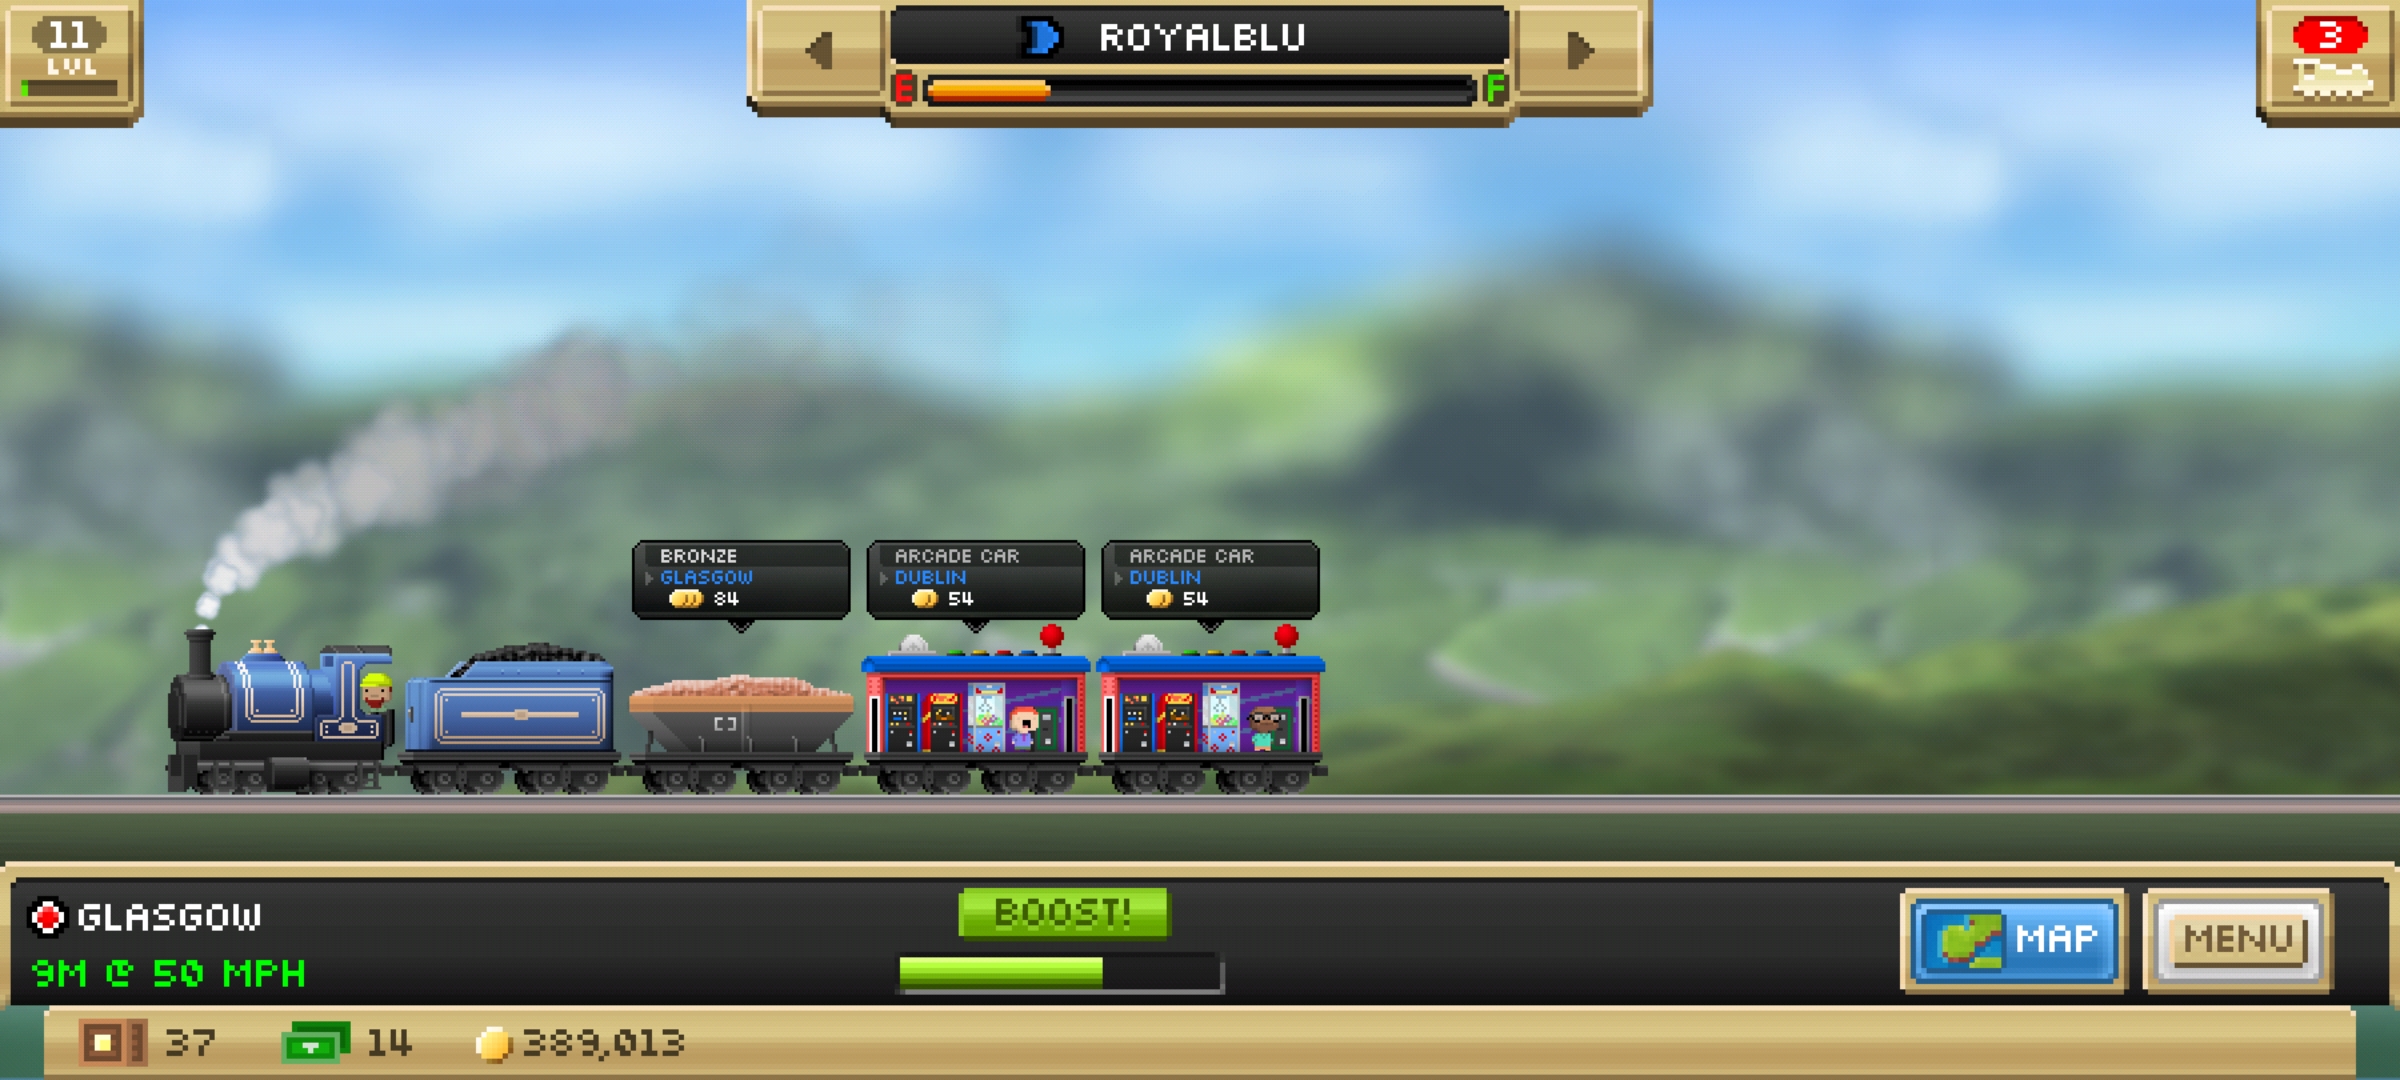 11
LVL
ROYALBLU
E F
3
BRONZE
GLASGOW
84
ARCADE CAR
DUBLIN
54
ARCADE CAR
DUBLIN
54
GLASGOW
9M @ 50 MPH
BOOST!
MAP
MENU
37
14
389,013